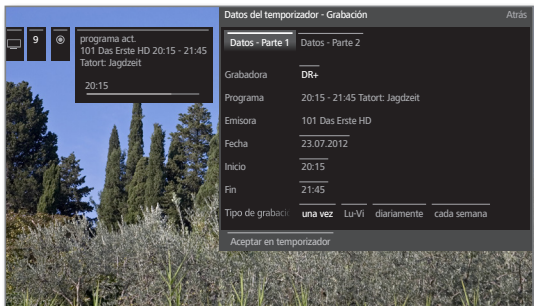 9
programa act.
101 Das Erste HD 20:15 - 21:45
Tatort: Jagdzeit
20:15
Datos del temporizador - Grabación
Atrás
Datos - Parte 1
Datos - Parte 2
Grabadora DR+
Programa 20:15 - 21:45 Tatort: Jagdzeit
Emisora 101 Das Erste HD
Fecha 23.07.2012
Inicio 20:15
Fin 21:45
Tipo de grabació una vez Lu-Vi diariamente cada semana
Aceptar en temporizador